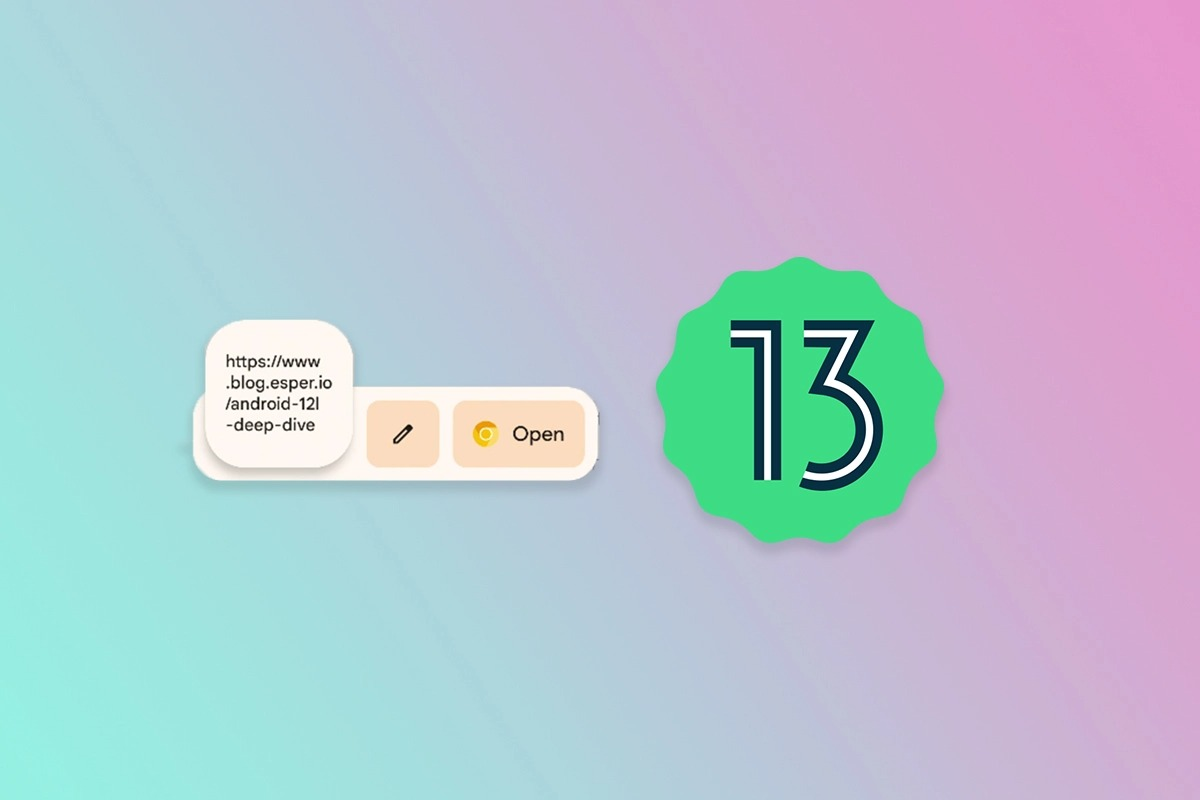 https://www
.blog.esper.io
/android-12l
-deep-dive
Open
13